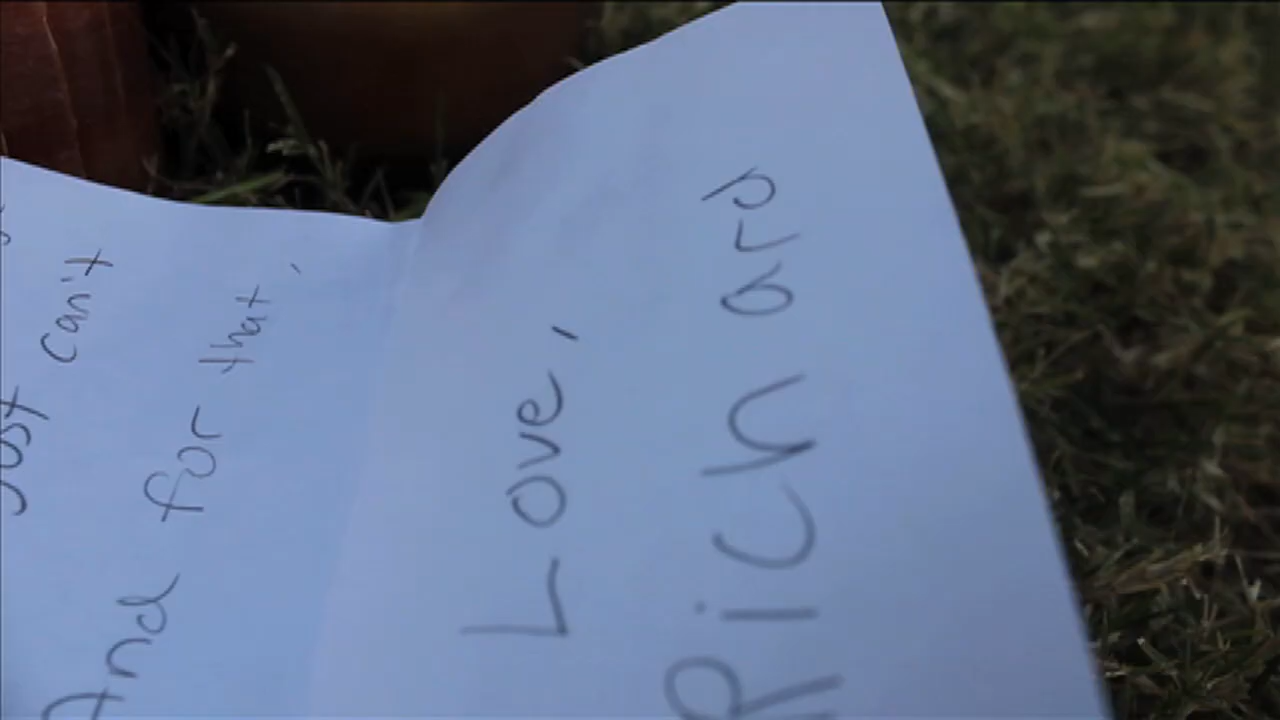 just can't
And for that,
Love,
Richard